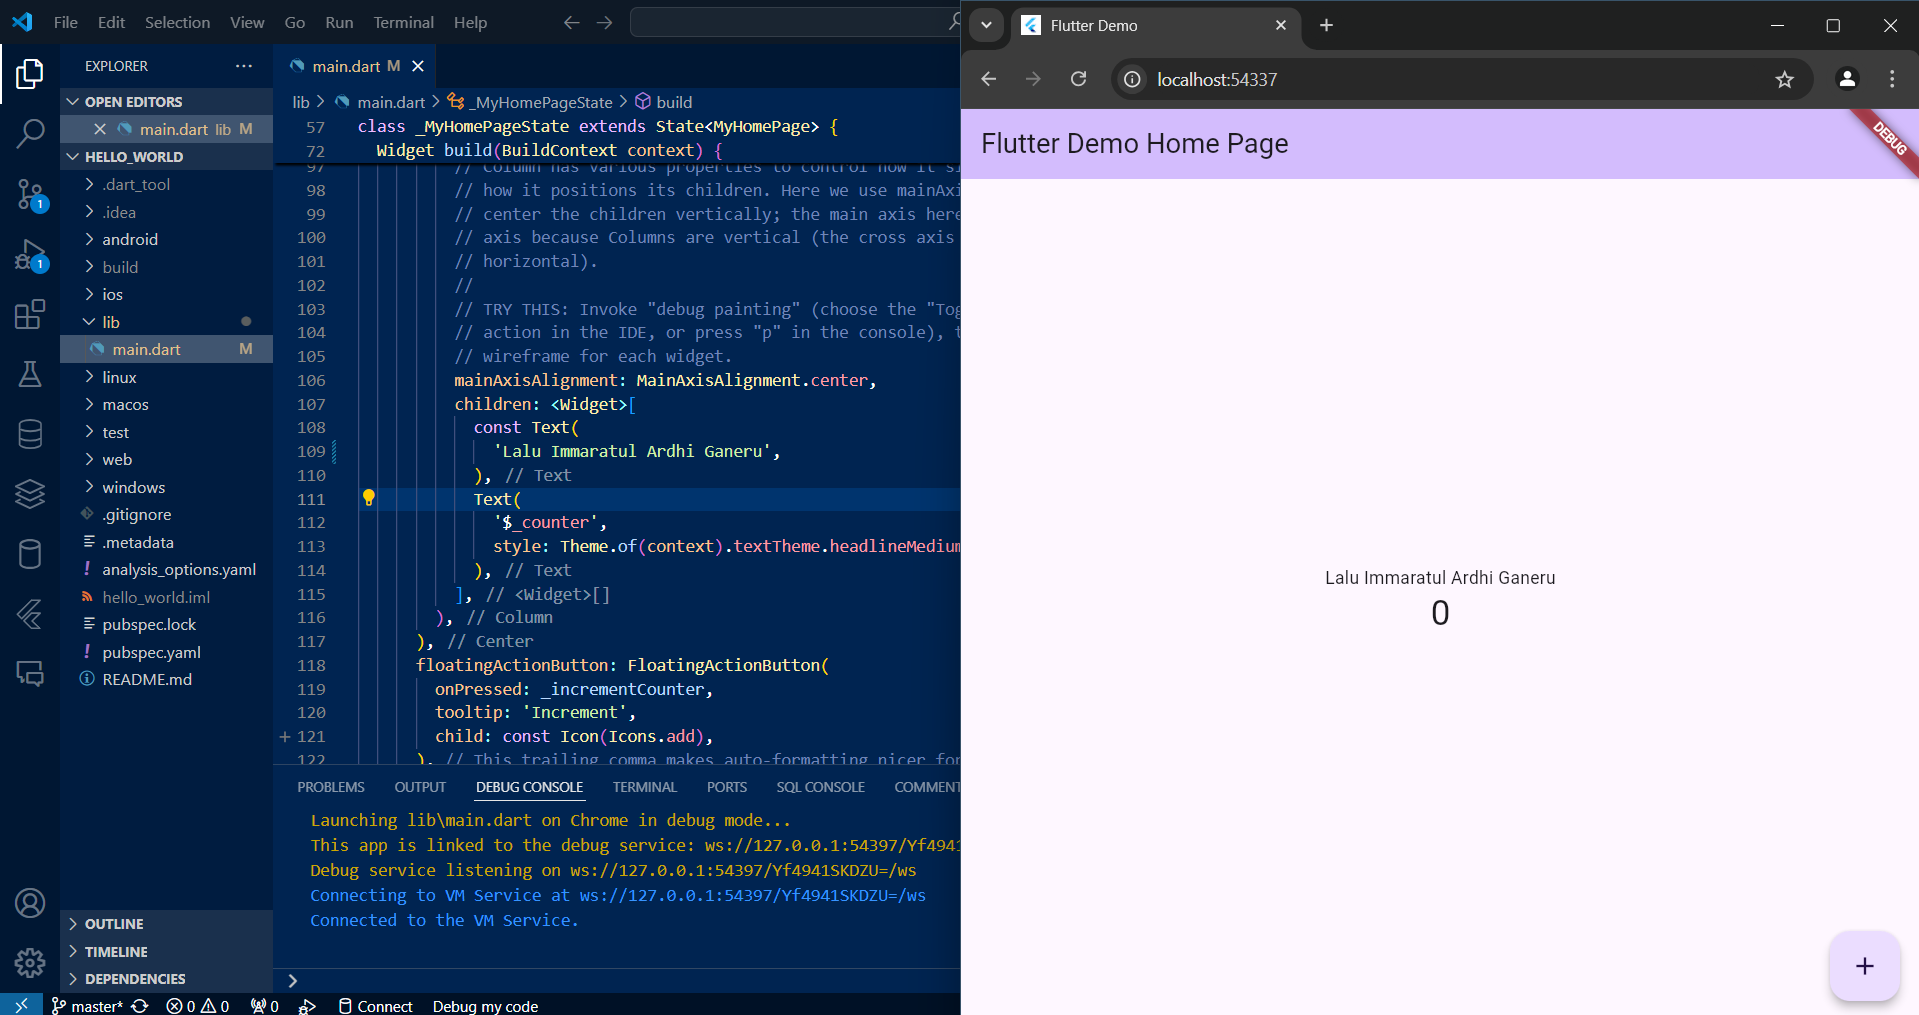 File Edit Selection View Go Run Terminal Help
EXPLORER
OPEN EDITORS
main.dart lib M
HELLO_WORLD
.dart_tool
.idea
android
build
ios
lib
main.dart M
linux
macos
test
web
windows
.gitignore
.metadata
analysis_options.yaml
hello_world.iml
pubspec.lock
pubspec.yaml
README.md
OUTLINE
TIMELINE
DEPENDENCIES
1
1
main.dart M
lib > main.dart > _MyHomePageState > build
57 class _MyHomePageState extends State<MyHomePage> {
72 Widget build(BuildContext context) {
97 // Column has various properties to control how it si
98 // how it positions its children. Here we use mainAxi
99 // center the children vertically; the main axis here
100 // axis because Columns are vertical (the cross axis
101 // horizontal).
102 //
103 // TRY THIS: Invoke "debug painting" (choose the "Tog
104 // action in the IDE, or press "p" in the console), t
105 // wireframe for each widget.
106 mainAxisAlignment: MainAxisAlignment.center,
107 children: <Widget>[
108 const Text(
109 'Lalu Immaratul Ardhi Ganeru',
110 ), // Text
111 Text(
112 '$_counter',
113 style: Theme.of(context).textTheme.headlineMedium
114 ), // Text
115 ], // <Widget>[]
116 ), // Column
117 ), // Center
118 floatingActionButton: FloatingActionButton(
119 onPressed: _incrementCounter,
120 tooltip: 'Increment',
121 child: const Icon(Icons.add),
122 ), // This trailing comma makes auto-formatting nicer for
PROBLEMS OUTPUT DEBUG CONSOLE TERMINAL PORTS SQL CONSOLE COMMENT
Launching lib\main.dart on Chrome in debug mode...
This app is linked to the debug service: ws://127.0.0.1:54397/Yf4941
Debug service listening on ws://127.0.0.1:54397/Yf4941SKDZU=/ws
Connecting to VM Service at ws://127.0.0.1:54397/Yf4941SKDZU=/ws
Connected to the VM Service.
master* 0 0 0 Connect Debug my code
Flutter Demo
localhost:54337
Flutter Demo Home Page
DEBUG
Lalu Immaratul Ardhi Ganeru
0